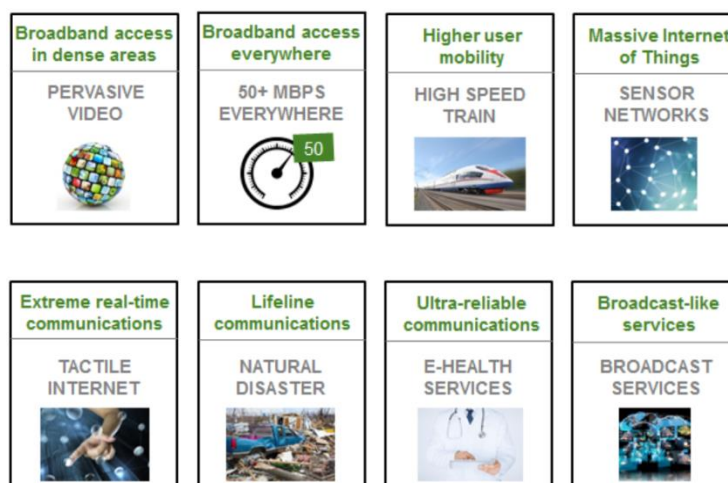 Broadband access
in dense areas
PERVASIVE
VIDEO
Broadband access
everywhere
50+ MBPS
EVERYWHERE
50
Higher user
mobility
HIGH SPEED
TRAIN
Massive Internet
of Things
SENSOR
NETWORKS
Extreme real-time
communications
TACTILE
INTERNET
Lifeline
communications
NATURAL
DISASTER
Ultra-reliable
communications
E-HEALTH
SERVICES
Broadcast-like
services
BROADCAST
SERVICES